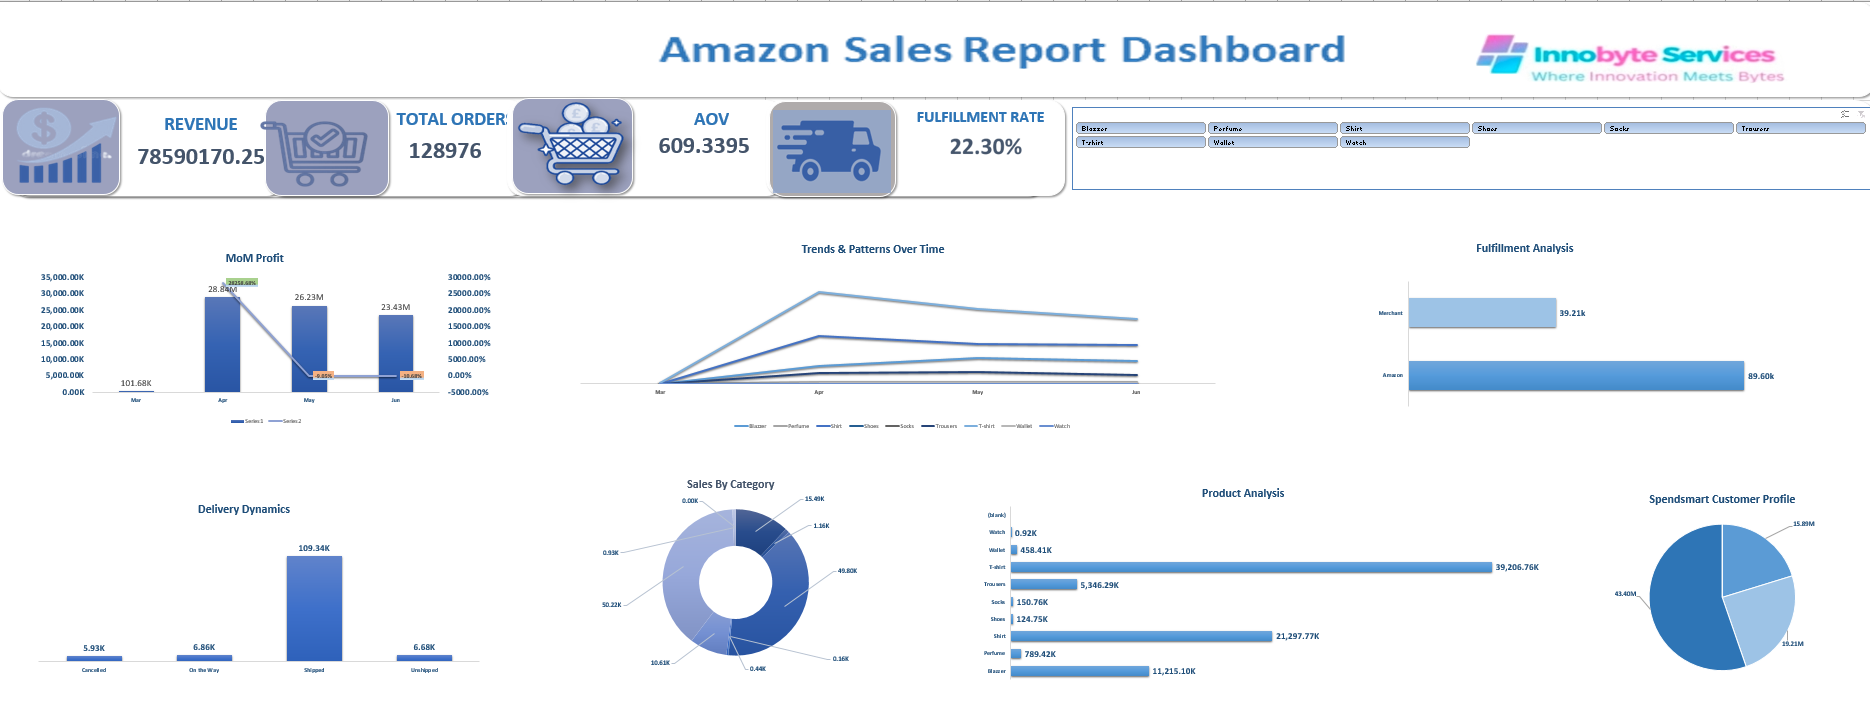 Amazon Sales Report Dashboard
Innobyte Services
Where Innovation Meets Bytes
REVENUE
78590170.25
TOTAL ORDERS
128976
AOV
609.3395
FULFILLMENT RATE
22.30%
Blazzer
Perfume
Shirt
Shoes
Socks
Trousers
T-shirt
Wallet
Watch
MoM Profit
35,000.00K
30,000.00K
25,000.00K
20,000.00K
15,000.00K
10,000.00K
5,000.00K
0.00K
30000.00%
25000.00%
20000.00%
15000.00%
10000.00%
5000.00%
0.00%
-5000.00%
101.68K
28.84M
26.23M
23.43M
28258.69%
-9.05%
-10.68%
Mar
Apr
May
Jun
Series1
Series2
Trends & Patterns Over Time
Mar
Apr
May
Jun
Blazzer
Perfume
Shirt
Shoes
Socks
Trousers
T-shirt
Wallet
Watch
Fulfillment Analysis
Merchant
39.21k
Amazon
89.60k
Delivery Dynamics
5.93K
6.86K
109.34K
6.68K
Cancelled
On the Way
Shipped
Unshipped
Sales By Category
0.00K
15.49K
1.16K
0.93K
49.80K
50.22K
10.61K
0.44K
0.16K
Product Analysis
(blank)
Watch
0.92K
Wallet
458.41K
T-shirt
39,206.76K
Trousers
5,346.29K
Socks
150.76K
Shoes
124.75K
Shirt
21,297.77K
Perfume
789.42K
Blazzer
11,215.10K
Spendsmart Customer Profile
15.89M
43.40M
19.21M